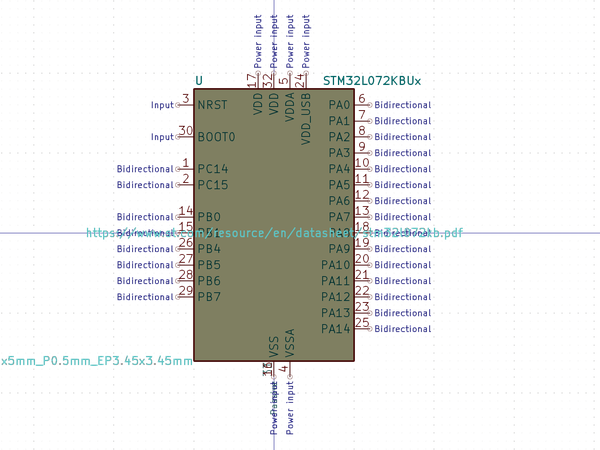 Power input Power input Power input Power input
17 32 5 24
U STM32L072KBUx
VDD VDD VDDA VDD_USB
Input 3 NRST PA0 6 Bidirectional
PA1 7 Bidirectional
Input 30 BOOT0 PA2 8 Bidirectional
PA3 9 Bidirectional
Bidirectional 1 PC14 PA4 10 Bidirectional
Bidirectional 2 PC15 PA5 11 Bidirectional
PA6 12 Bidirectional
Bidirectional 14 PB0 PA7 13 Bidirectional
Bidirectional 15 18 Bidirectional
Bidirectional 26 PB4 PA9 19 Bidirectional
Bidirectional 27 PB5 PA10 20 Bidirectional
Bidirectional 28 PB6 PA11 21 Bidirectional
Bidirectional 29 PB7 PA12 22 Bidirectional
PA13 23 Bidirectional
PA14 25 Bidirectional
VSS VSSA
x5mm_P0.5mm_EP3.45x3.45mm
4
Power input Power input